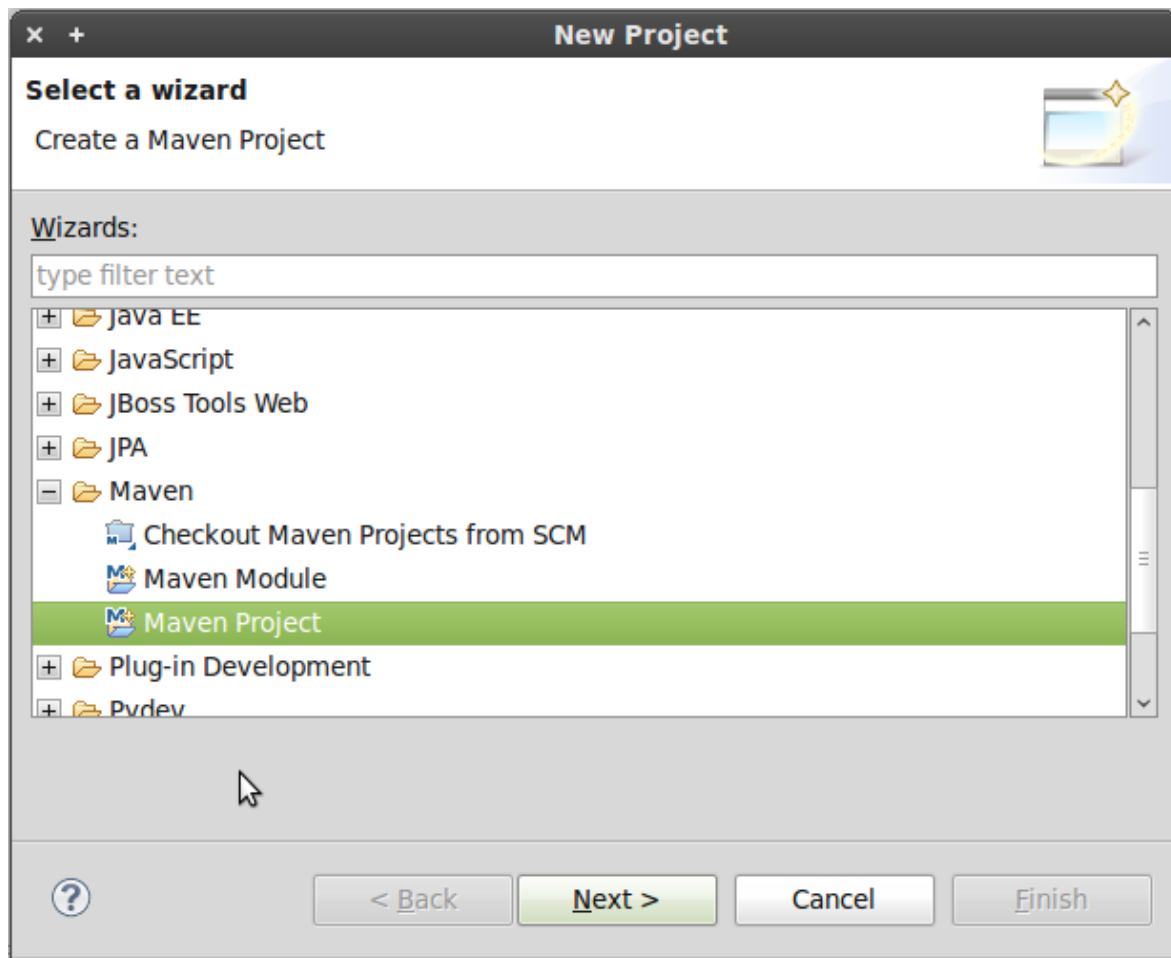 New Project
Select a wizard
Create a Maven Project
Wizards:
type filter text
Java EE
JavaScript
JBoss Tools Web
JPA
Maven
Checkout Maven Projects from SCM
Maven Module
Maven Project
Plug-in Development
Pydev
< Back Next > Cancel Finish